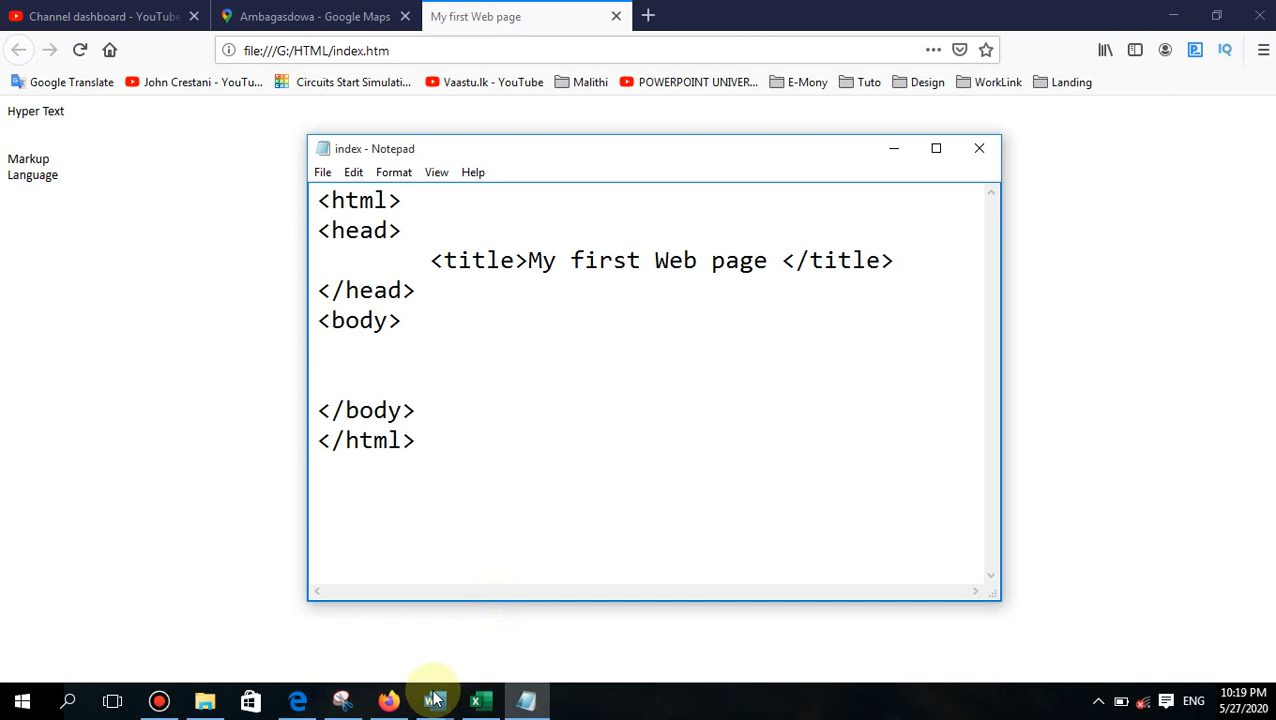 Channel dashboard - YouTube
Ambagasdowa - Google Maps
My first Web page
file:///G:/HTML/index.htm
Google Translate
John Crestani - YouTu...
Circuits Start Simulati...
Vaastu.lk - YouTube
Malithi
POWERPOINT UNIVER...
E-Mony
Tuto
Design
WorkLink
Landing
Hyper Text
Markup
Language
index - Notepad
File Edit Format View Help
<html>
<head>
<title>My first Web page </title>
</head>
<body>
</body>
</html>
ENG
10:19 PM
5/27/2020